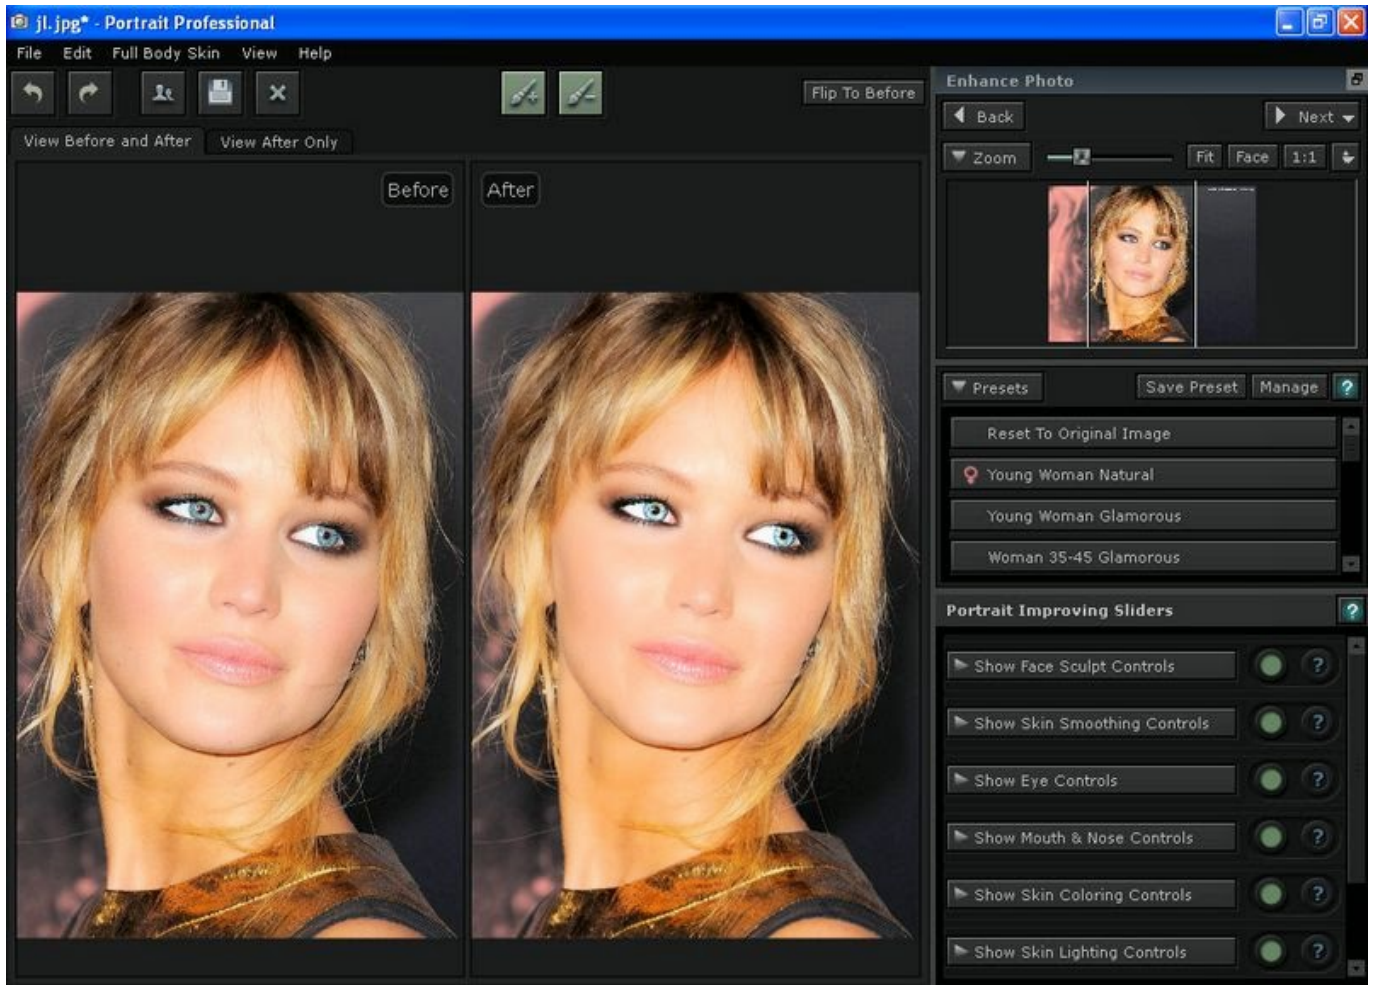 jl.jpg* - Portrait Professional
File Edit Full Body Skin View Help
Flip To Before
View Before and After View After Only
Before After
Enhance Photo
Back Next
Zoom Fit Face 1:1
Presets Save Preset Manage ?
Reset To Original Image
Young Woman Natural
Young Woman Glamorous
Woman 35-45 Glamorous
Portrait Improving Sliders ?
Show Face Sculpt Controls ?
Show Skin Smoothing Controls ?
Show Eye Controls ?
Show Mouth & Nose Controls ?
Show Skin Coloring Controls ?
Show Skin Lighting Controls ?